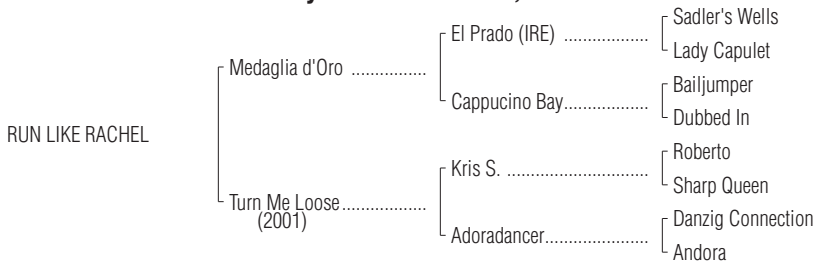 Sadler's Wells
El Prado (IRE) ..................
Lady Capulet
Medaglia d'Oro ................
Bailjumper
Cappucino Bay..................
Dubbed In
RUN LIKE RACHEL
Roberto
Kris S. ..............................
Sharp Queen
Turn Me Loose..................
(2001)
Danzig Connection
Adoradancer......................
Andora